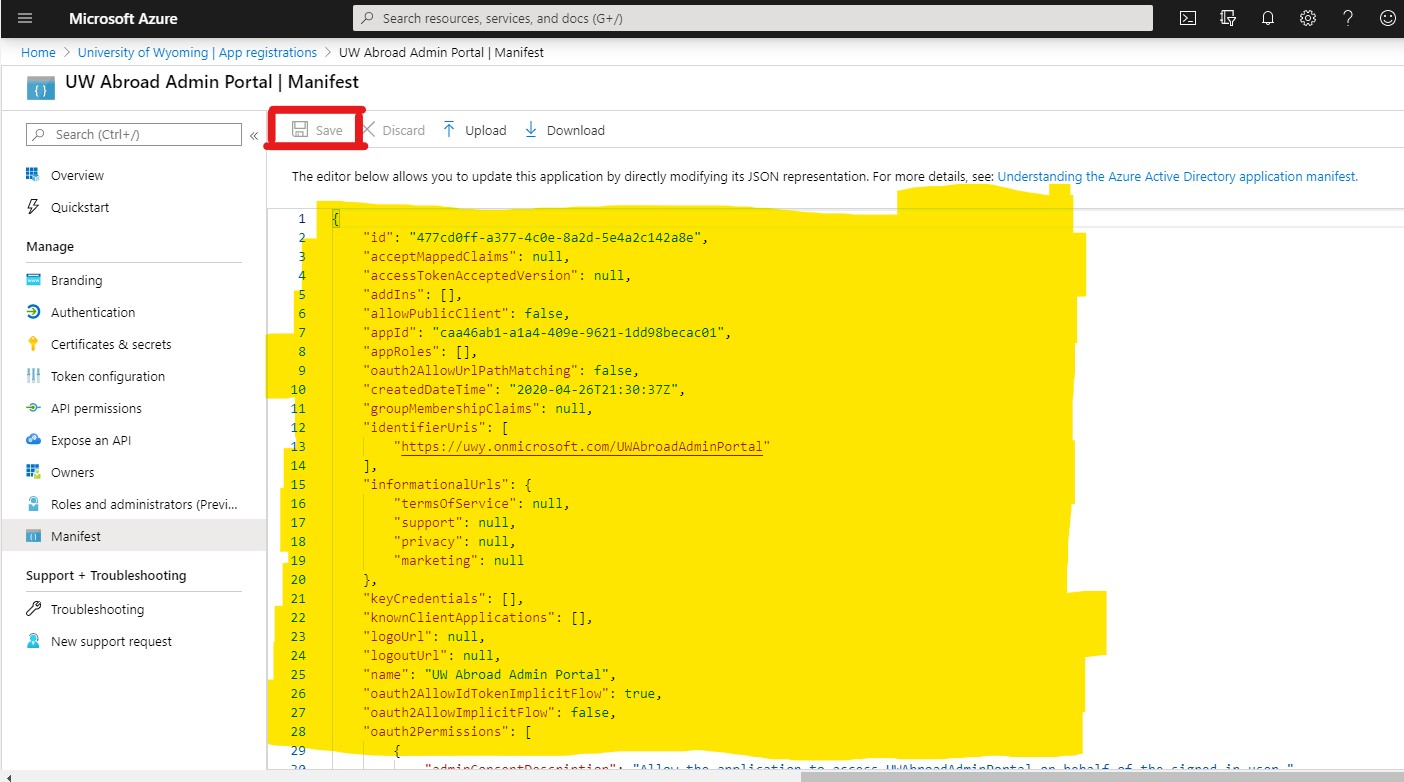 Microsoft Azure
Search resources, services, and docs (G+/)
Home > University of Wyoming | App registrations > UW Abroad Admin Portal | Manifest
UW Abroad Admin Portal | Manifest
Search (Ctrl+/)
«
Save
Discard
Upload
Download
Overview
Quickstart
Manage
Branding
Authentication
Certificates & secrets
Token configuration
API permissions
Expose an API
Owners
Roles and administrators (Previ...
Manifest
Support + Troubleshooting
Troubleshooting
New support request
The editor below allows you to update this application by directly modifying its JSON representation. For more details, see: Understanding the Azure Active Directory application manifest.
1 {
2 "id": "477cd0ff-a377-4c0e-8a2d-5e4a2c142a8e",
3 "acceptMappedClaims": null,
4 "accessTokenAcceptedVersion": null,
5 "addIns": [],
6 "allowPublicClient": false,
7 "appId": "caa46ab1-a1a4-409e-9621-1dd98becac01",
8 "appRoles": [],
9 "oauth2AllowUrlPathMatching": false,
10 "createdDateTime": "2020-04-26T21:30:37Z",
11 "groupMembershipClaims": null,
12 "identifierUris": [
13 "https://uwy.onmicrosoft.com/UWAbroadAdminPortal"
14 ],
15 "informationalUrls": {
16 "termsOfService": null,
17 "support": null,
18 "privacy": null,
19 "marketing": null
20 },
21 "keyCredentials": [],
22 "knownClientApplications": [],
23 "logoUrl": null,
24 "logoutUrl": null,
25 "name": "UW Abroad Admin Portal",
26 "oauth2AllowIdTokenImplicitFlow": true,
27 "oauth2AllowImplicitFlow": false,
28 "oauth2Permissions": [
29 {
30 "adminConsentDescription": "Allow the application to access UWAbroadAdminPortal on behalf of the signed-in user.",